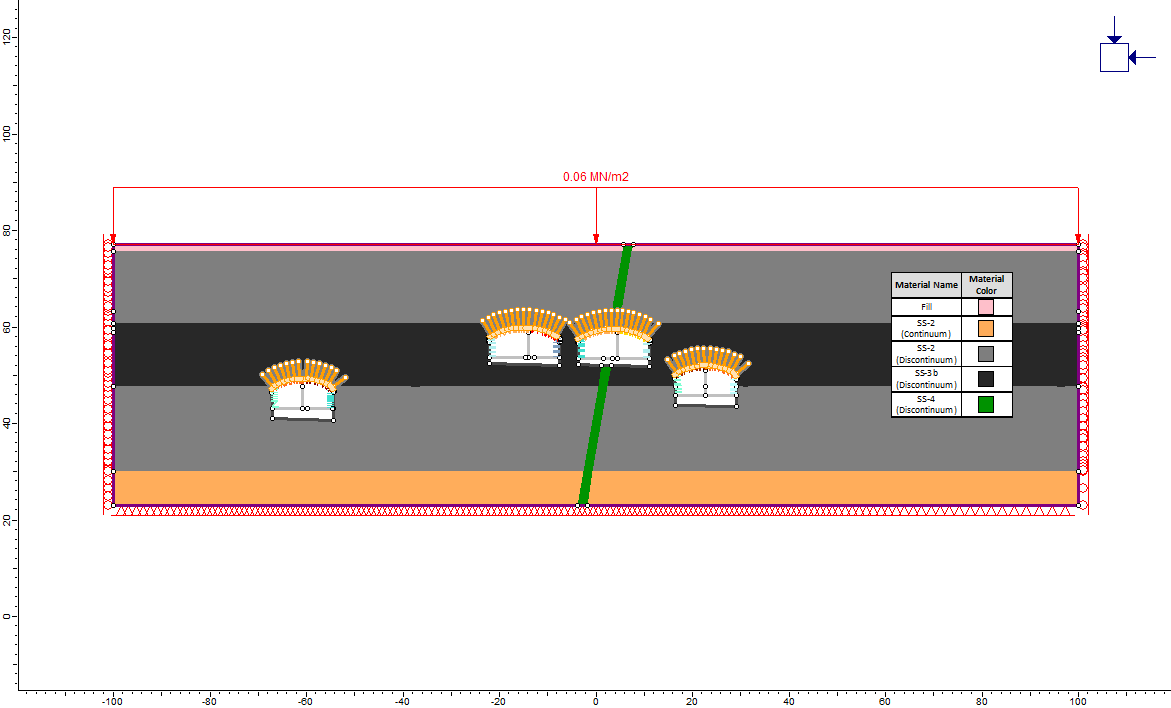 120
100
80
60
40
20
0
0.06 MN/m2
Material Name Material Color
Fill
SS-2
(Continuum)
SS-2
(Discontinuum)
SS-3b
(Discontinuum)
SS-4
(Discontinuum)
-100 -80 -60 -40 -20 0 20 40 60 80 100